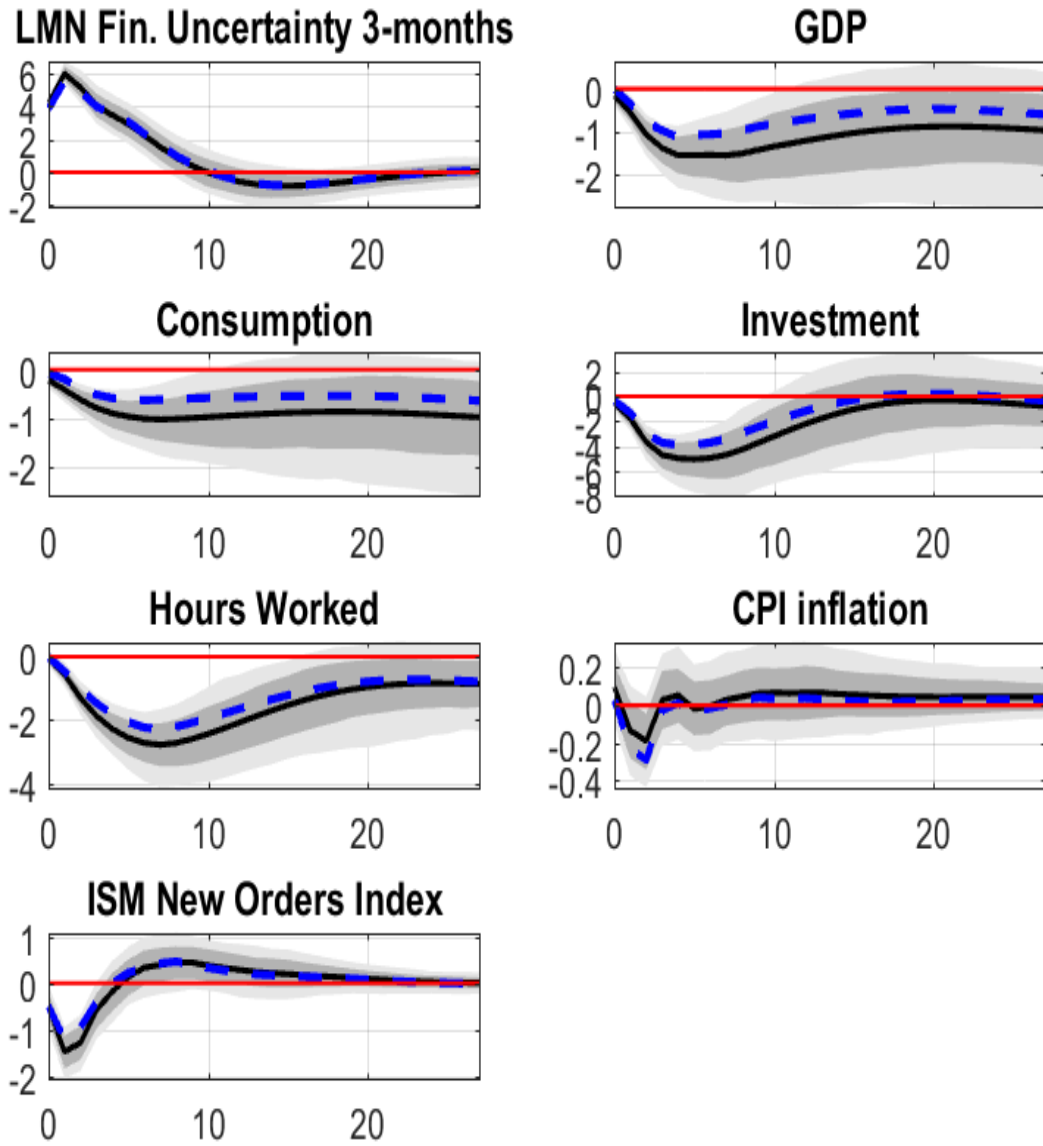 LMN Fin. Uncertainty 3-months
6
4
2
0
-2
0 10 20
GDP
0
-1
-2
0 10 20
Consumption
0
-1
-2
0 10 20
Investment
2
0
-2
-4
-6
-8
0 10 20
Hours Worked
0
-2
-4
0 10 20
CPI inflation
0.2
0
-0.2
-0.4
0 10 20
ISM New Orders Index
1
0
-1
-2
0 10 20